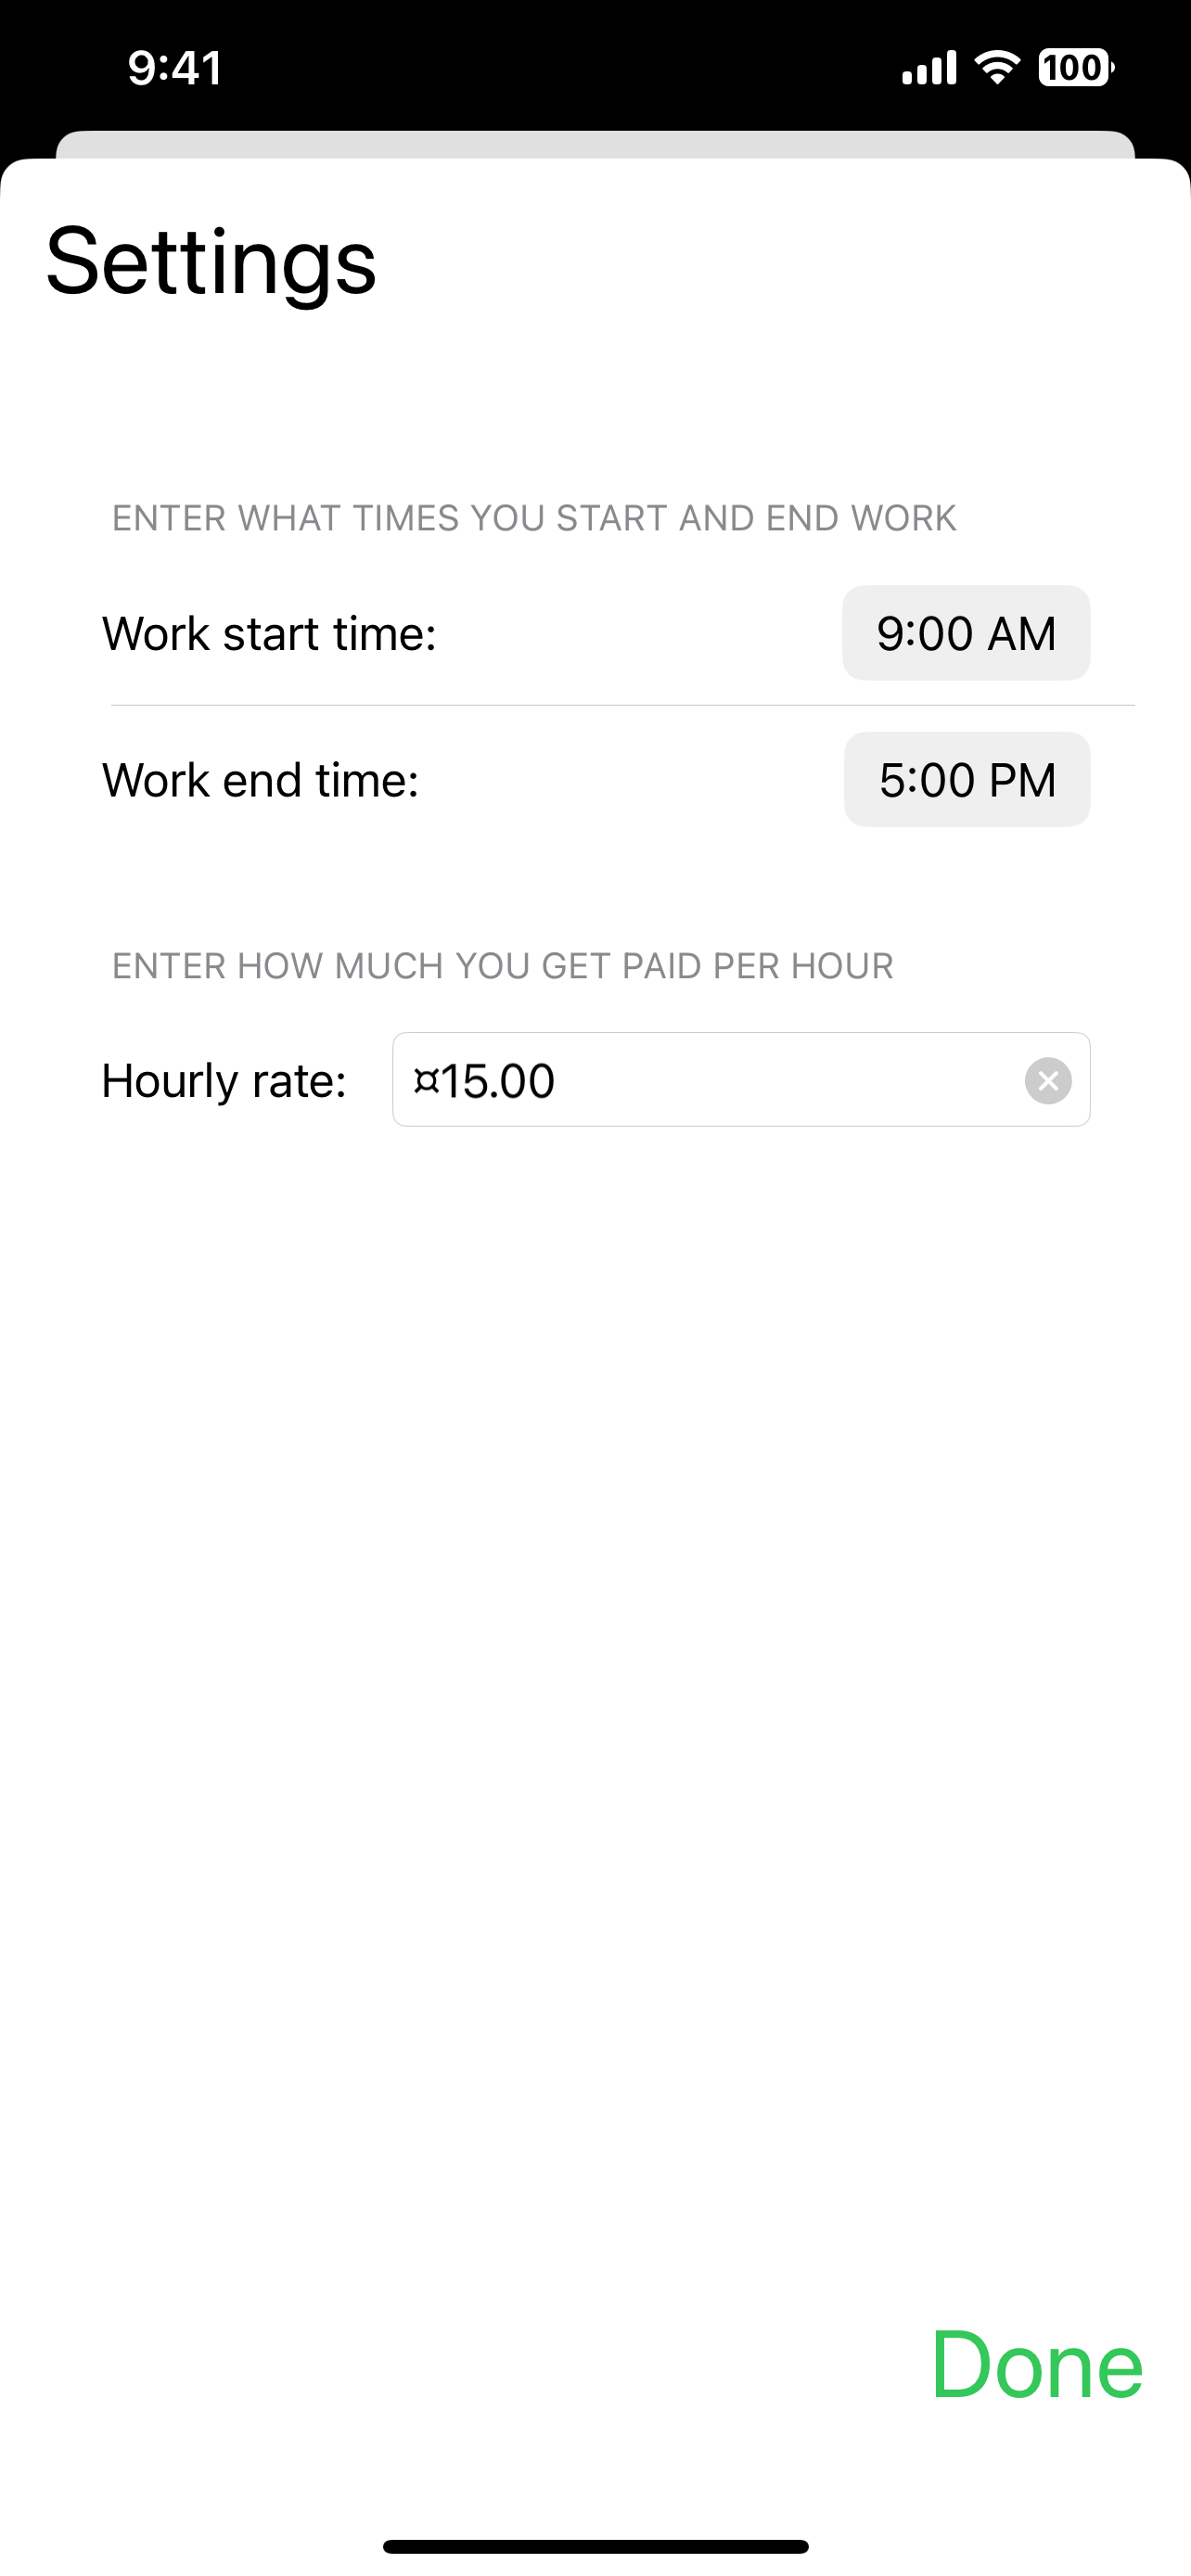 9:41
100
Settings
ENTER WHAT TIMES YOU START AND END WORK
Work start time: 9:00 AM
Work end time: 5:00 PM
ENTER HOW MUCH YOU GET PAID PER HOUR
Hourly rate: ¤15.00
Done